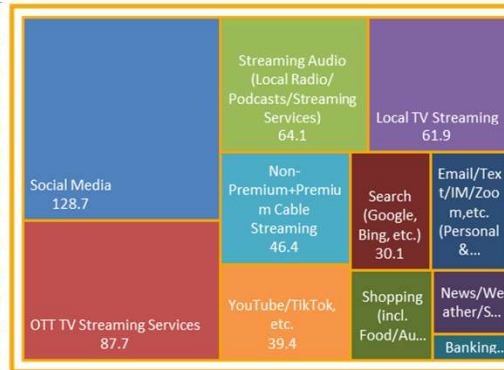 Social Media
128.7
OTT TV Streaming Services
87.7
Streaming Audio
(Local Radio/
Podcasts/Streaming
Services)
64.1
Local TV Streaming
61.9
Non-
Premium+Premiu
m Cable
Streaming
46.4
YouTube/TikTok,
etc.
39.4
Search
(Google,
Bing, etc.)
30.1
Shopping
(incl.
Food/Au...
Email/Tex
t/IM/Zoo
m,etc.
(Personal
&...
News/We
ather/S...
Banking...